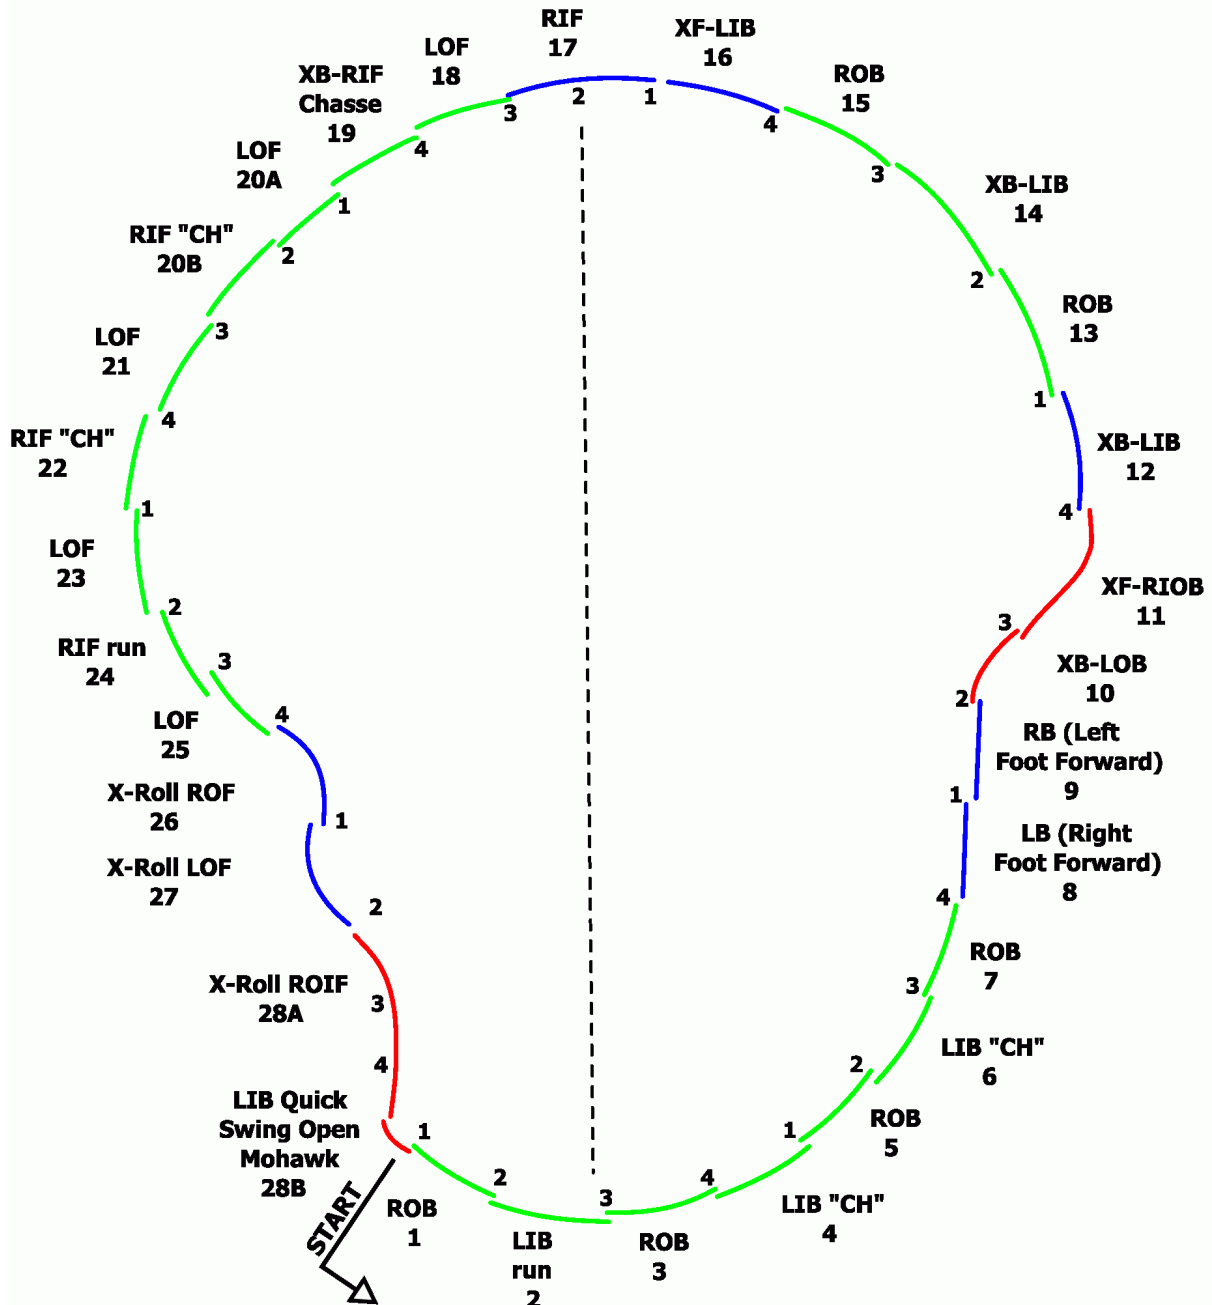 RIF
17
XF-LIB
16
LOF
18
ROB
15
XB-RIF
Chasse
19
2
1
3
4
4
LOF
20A
3
XB-LIB
14
1
RIF "CH"
20B
2
2
ROB
13
LOF
21
3
1
4
RIF "CH"
22
XB-LIB
12
1
4
LOF
23
XF-RIOB
11
2
3
RIF run
24
3
XB-LOB
10
2
LOF
25
4
RB (Left
Foot Forward)
9
X-Roll ROF
26
1
1
LB (Right
Foot Forward)
8
X-Roll LOF
27
4
2
ROB
7
X-Roll ROIF
28A
3
3
LIB "CH"
6
4
2
LIB Quick
Swing Open
Mohawk
28B
1
1
ROB
5
START
ROB
1
2
3
4
LIB "CH"
4
LIB
run
2
ROB
3